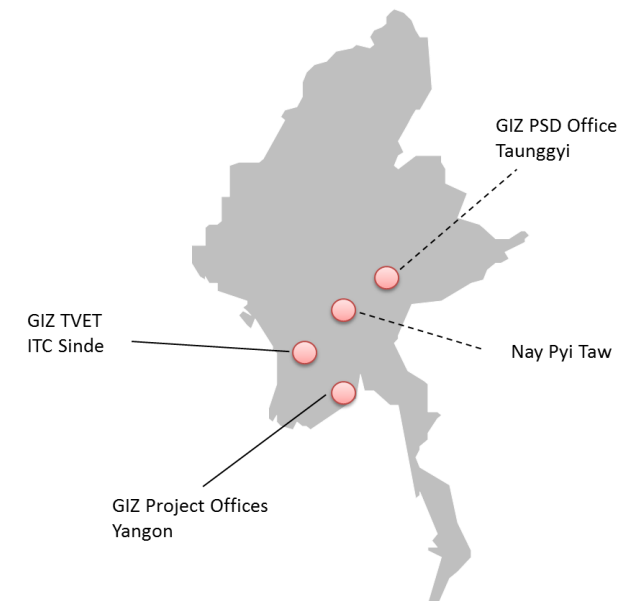 GIZ PSD Office
Taunggyi
GIZ TVET
ITC Sinde
Nay Pyi Taw
GIZ Project Offices
Yangon